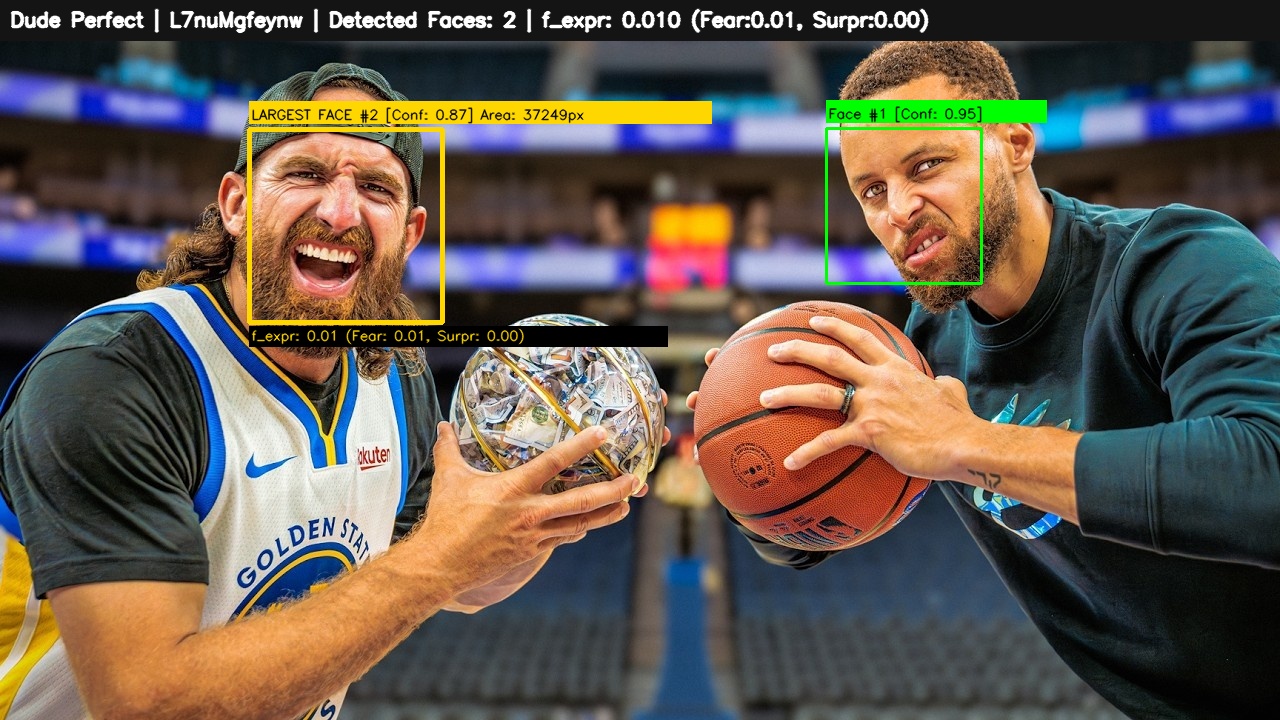 Dude Perfect | L7nuMgfeynw | Detected Faces: 2 | f_expr: 0.010 (Fear:0.01, Surpr:0.00)
LARGEST FACE #2 [Conf: 0.87] Area: 37249px
Face #1 [Conf: 0.95]
f_expr: 0.01 (Fear: 0.01, Surpr: 0.00)
Rakuten
GOLDEN STAT